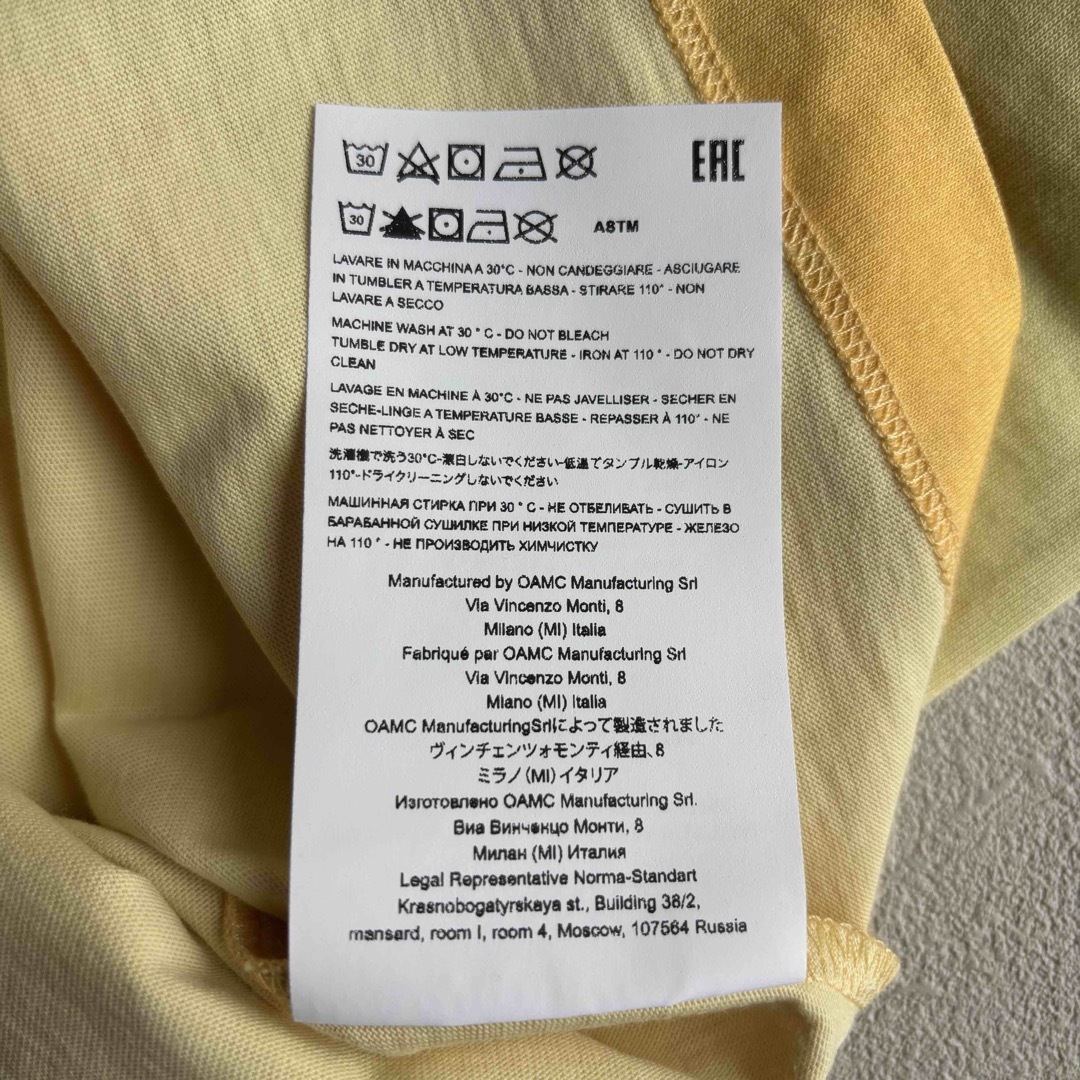 30 EAC
30 ASTM
LAVARE IN MACCHINA A 30°C - NON CANDEGGIARE - ASCIUGARE
IN TUMBLER A TEMPERATURA BASSA - STIRARE 110° - NON
LAVARE A SECCO
MACHINE WASH AT 30 ° C - DO NOT BLEACH
TUMBLE DRY AT LOW TEMPERATURE - IRON AT 110 ° - DO NOT DRY
CLEAN
LAVAGE EN MACHINE À 30°C - NE PAS JAVELLISER - SECHER EN
SECHE-LINGE A TEMPERATURE BASSE - REPASSER À 110° - NE
PAS NETTOYER À SEC
洗濯機で洗う30°C-漂白しないでください-低温でタンブル乾燥-アイロン
110°-ドライクリーニングしないでください
МАШИННАЯ СТИРКА ПРИ 30 ° C - НЕ ОТБЕЛИВАТЬ - СУШИТЬ В
БАРАБАННОЙ СУШИЛКЕ ПРИ НИЗКОЙ ТЕМПЕРАТУРЕ - ЖЕЛЕЗО
НА 110 ° - НЕ ПРОИЗВОДИТЬ ХИМЧИСТКУ
Manufactured by OAMC Manufacturing Srl
Via Vincenzo Monti, 8
Milano (MI) Italia
Fabriqué par OAMC Manufacturing Srl
Via Vincenzo Monti, 8
Miano (MI) Italia
OAMC ManufacturingSrlによって製造されました
ヴィンチェンツォモンティ経由、8
ミラノ（MI）イタリア
Изготовлено OAMC Manufacturing Srl.
Виа Винченцо Монти, 8
Милан (MI) Италия
Legal Representative Norma-Standart
Krasnobogatyrskaya st., Building 38/2,
mansard, room I, room 4, Moscow, 107564 Russia